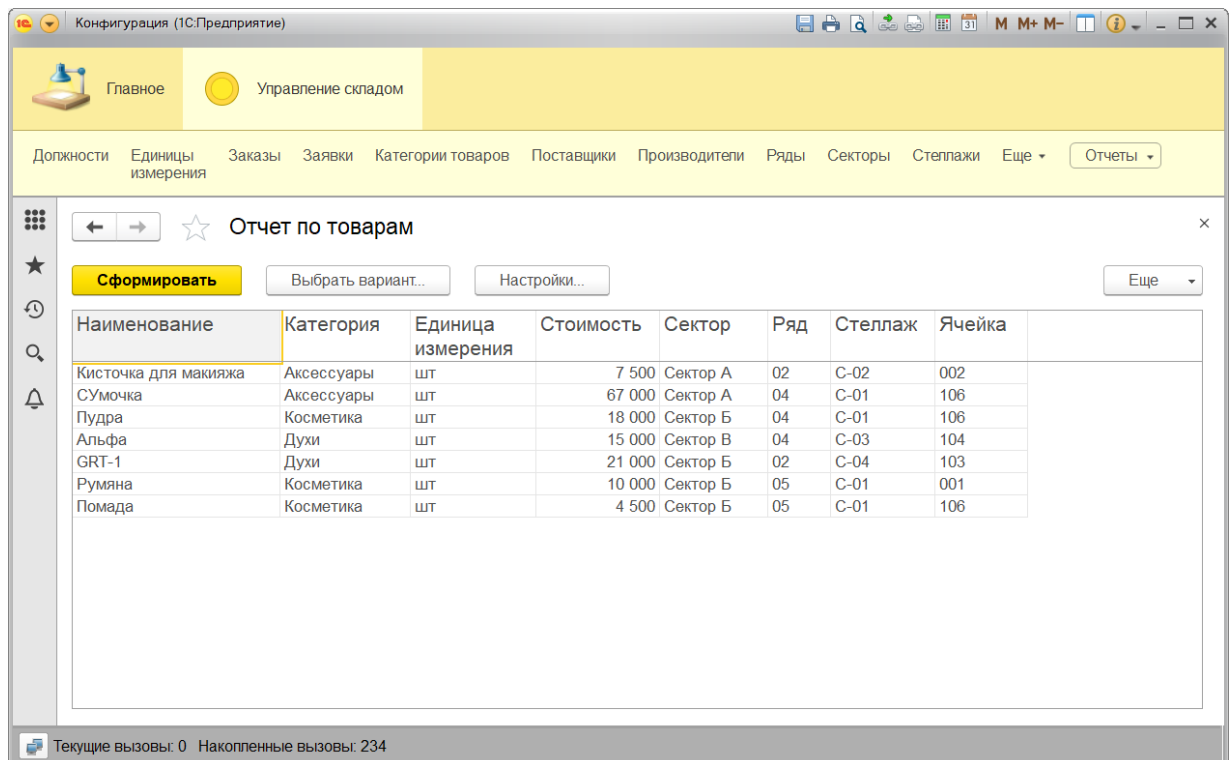 1С Конфигурация (1С:Предприятие) 31 M M+ M−
Главное Управление складом
Должности Единицы измерения Заказы Заявки Категории товаров Поставщики Производители Ряды Секторы Стеллажи Еще Отчеты
Отчет по товарам
Сформировать Выбрать вариант... Настройки... Еще
Наименование Категория Единица измерения Стоимость Сектор Ряд Стеллаж Ячейка
Кисточка для макияжа Аксессуары шт 7 500 Сектор А 02 С-02 002
СУмочка Аксессуары шт 67 000 Сектор А 04 С-01 106
Пудра Косметика шт 18 000 Сектор Б 04 С-01 106
Альфа Духи шт 15 000 Сектор В 04 С-03 104
GRT-1 Духи шт 21 000 Сектор Б 02 С-04 103
Румяна Косметика шт 10 000 Сектор Б 05 С-01 001
Помада Косметика шт 4 500 Сектор Б 05 С-01 106
Текущие вызовы: 0 Накопленные вызовы: 234